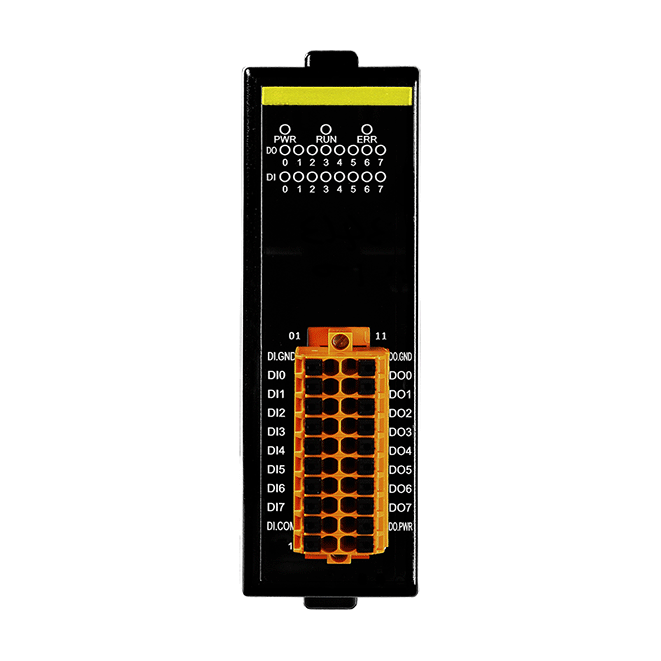 PWR RUN ERR
DO
0 1 2 3 4 5 6 7
DI
0 1 2 3 4 5 6 7
01 11
DI.GND DO.GND
DI0 DO0
DI1 DO1
DI2 DO2
DI3 DO3
DI4 DO4
DI5 DO5
DI6 DO6
DI7 DO7
DI.COM DO.PWR